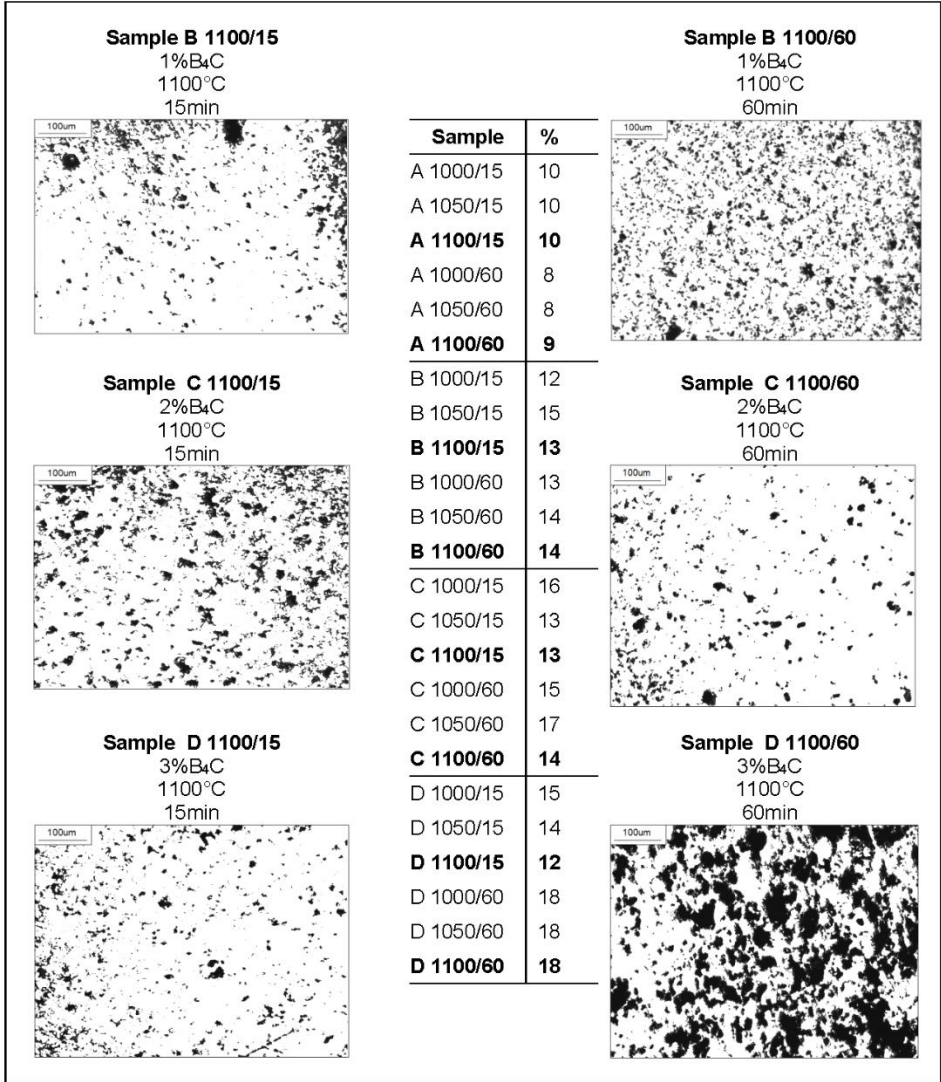 Sample B 1100/15
1%B₄C
1100°C
15min
100um
Sample C 1100/15
2%B₄C
1100°C
15min
100um
Sample D 1100/15
3%B₄C
1100°C
15min
100um
Sample %
A 1000/15 10
A 1050/15 10
A 1100/15 10
A 1000/60 8
A 1050/60 8
A 1100/60 9
B 1000/15 12
B 1050/15 15
B 1100/15 13
B 1000/60 13
B 1050/60 14
B 1100/60 14
C 1000/15 16
C 1050/15 13
C 1100/15 13
C 1000/60 15
C 1050/60 17
C 1100/60 14
D 1000/15 15
D 1050/15 14
D 1100/15 12
D 1000/60 18
D 1050/60 18
D 1100/60 18
Sample B 1100/60
1%B₄C
1100°C
60min
100um
Sample C 1100/60
2%B₄C
1100°C
60min
100um
Sample D 1100/60
3%B₄C
1100°C
60min
100um